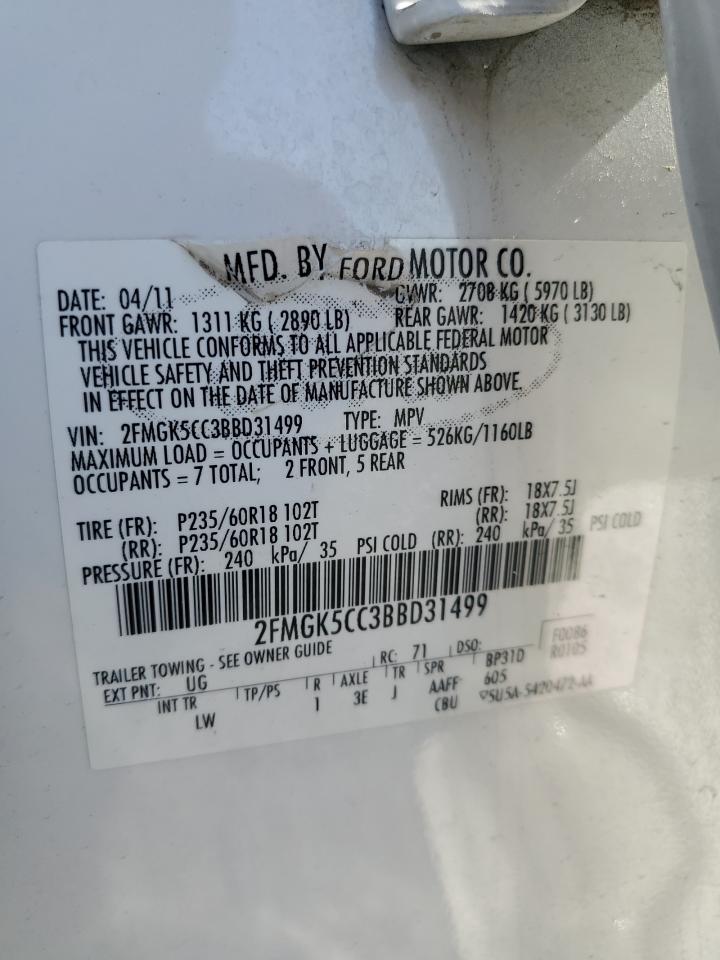 MFD. BY FORD MOTOR CO.
DATE: 04/11 GVWR: 2708 KG ( 5970 LB)
FRONT GAWR: 1311 KG ( 2890 LB) REAR GAWR: 1420 KG ( 3130 LB)
THIS VEHICLE CONFORMS TO ALL APPLICABLE FEDERAL MOTOR
VEHICLE SAFETY AND THEFT PREVENTION STANDARDS
IN EFFECT ON THE DATE OF MANUFACTURE SHOWN ABOVE.
VIN: 2FMGK5CC3BBD31499 TYPE: MPV
MAXIMUM LOAD = OCCUPANTS + LUGGAGE = 526KG/1160LB
OCCUPANTS = 7 TOTAL; 2 FRONT, 5 REAR
TIRE (FR): P235/60R18 102T RIMS (FR): 18X7.5J
(RR): P235/60R18 102T (RR): 18X7.5J
PRESSURE (FR): 240 kPa/ 35 PSI COLD (RR): 240 kPa/ 35 PSI COLD
2FMGK5CC3BBD31499
F0086
R0105
TRAILER TOWING - SEE OWNER GUIDE RC: 71 DSO: BP31D
EXT PNT: UG TP/PS R AXLE TR SPR 605
INT TR 1 3E J AAFF
LW CBU 5U5A-5420472-AA